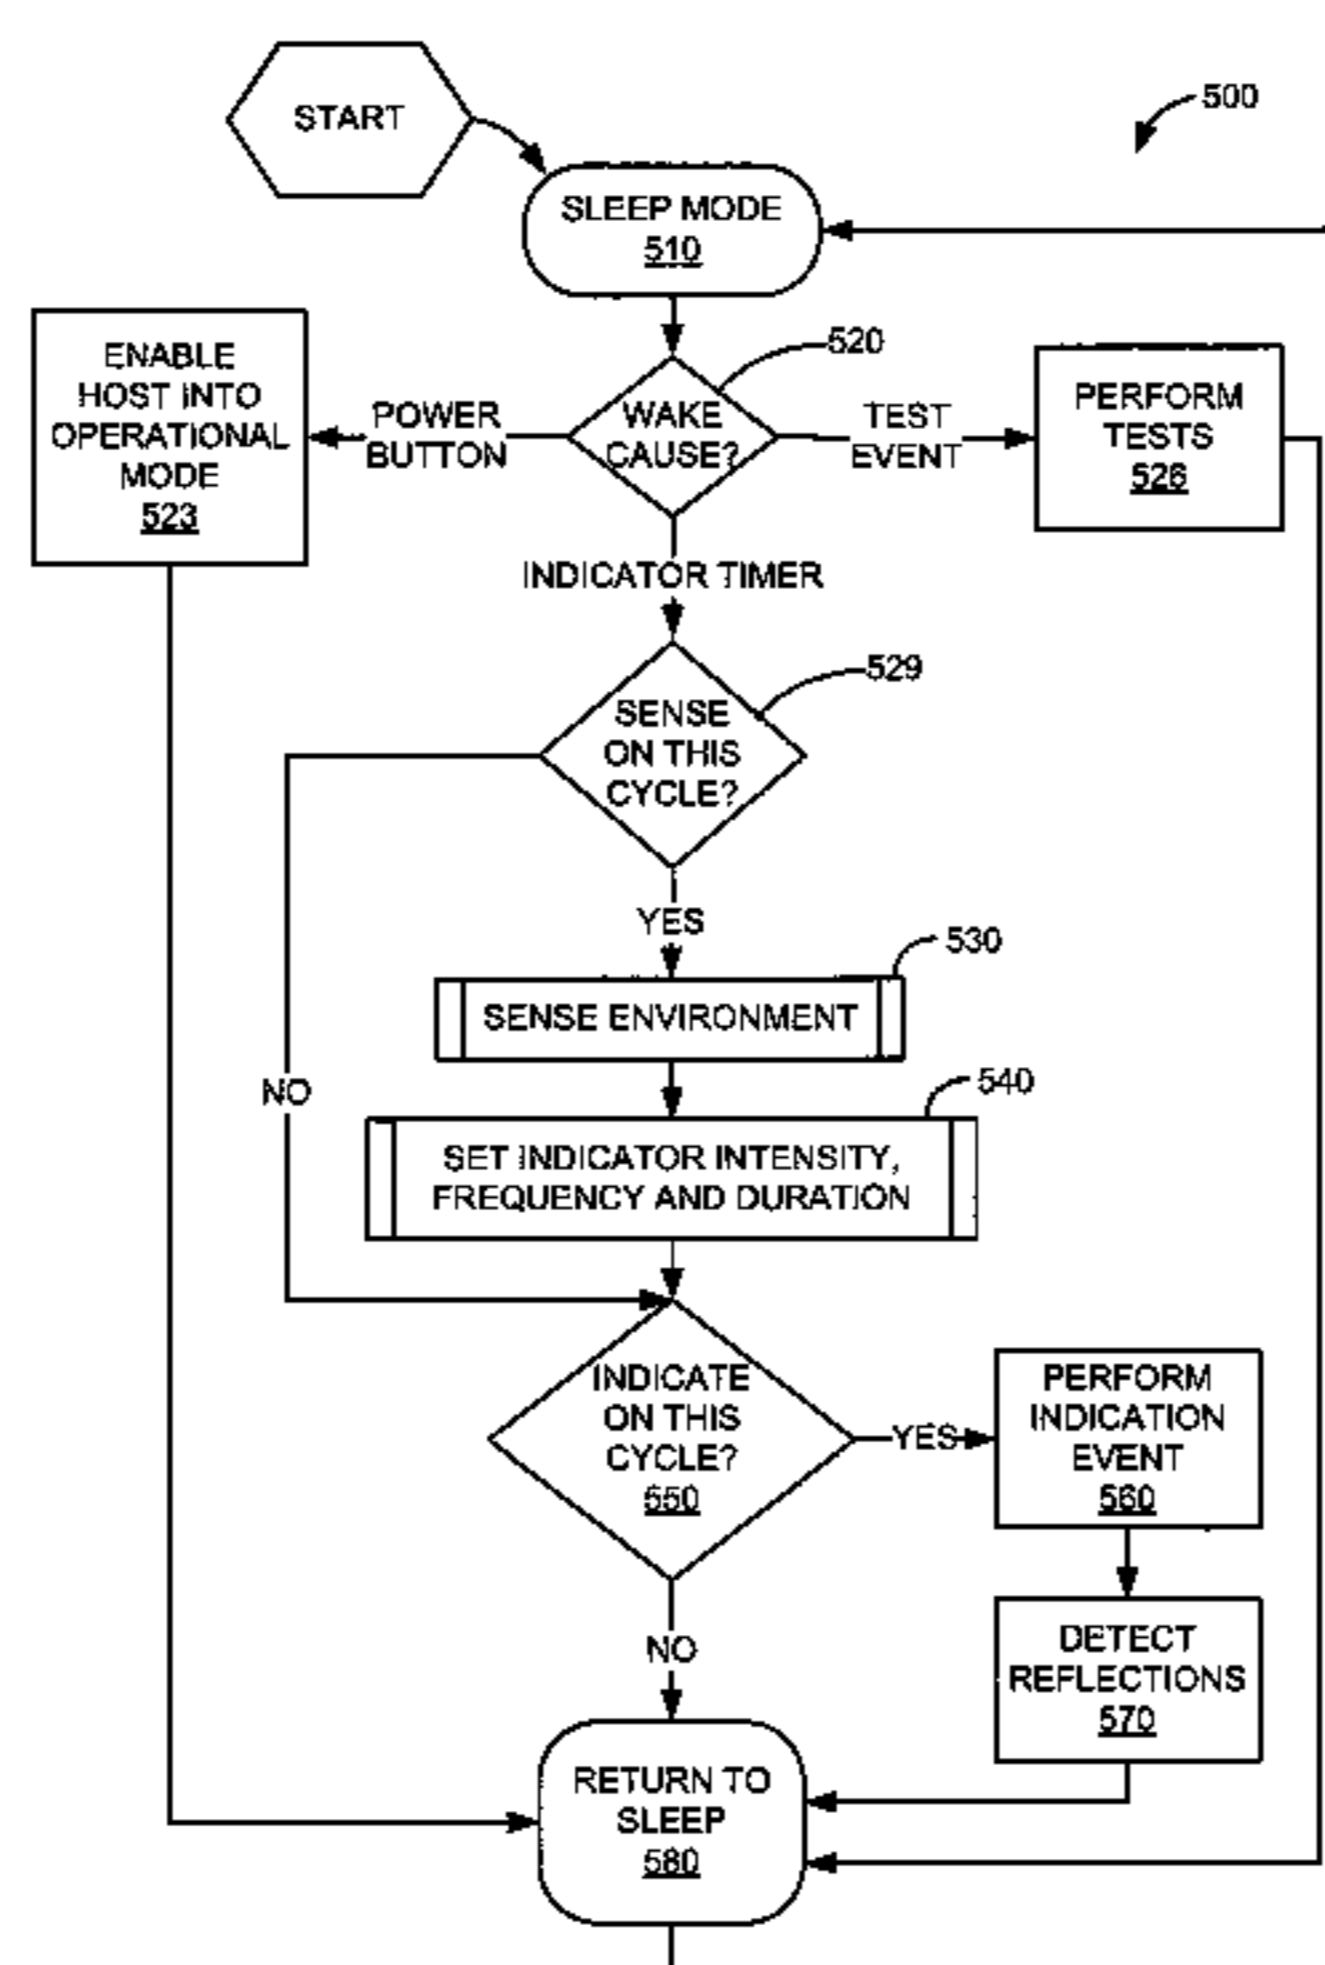 START
500
SLEEP MODE
510
ENABLE
HOST INTO
OPERATIONAL
MODE
523
POWER
BUTTON
520
WAKE
CAUSE?
TEST
EVENT
PERFORM
TESTS
526
INDICATOR TIMER
529
SENSE
ON THIS
CYCLE?
YES
530
SENSE ENVIRONMENT
NO
540
SET INDICATOR INTENSITY,
FREQUENCY AND DURATION
INDICATE
ON THIS
CYCLE?
550
YES
PERFORM
INDICATION
EVENT
560
NO
DETECT
REFLECTIONS
570
RETURN TO
SLEEP
580